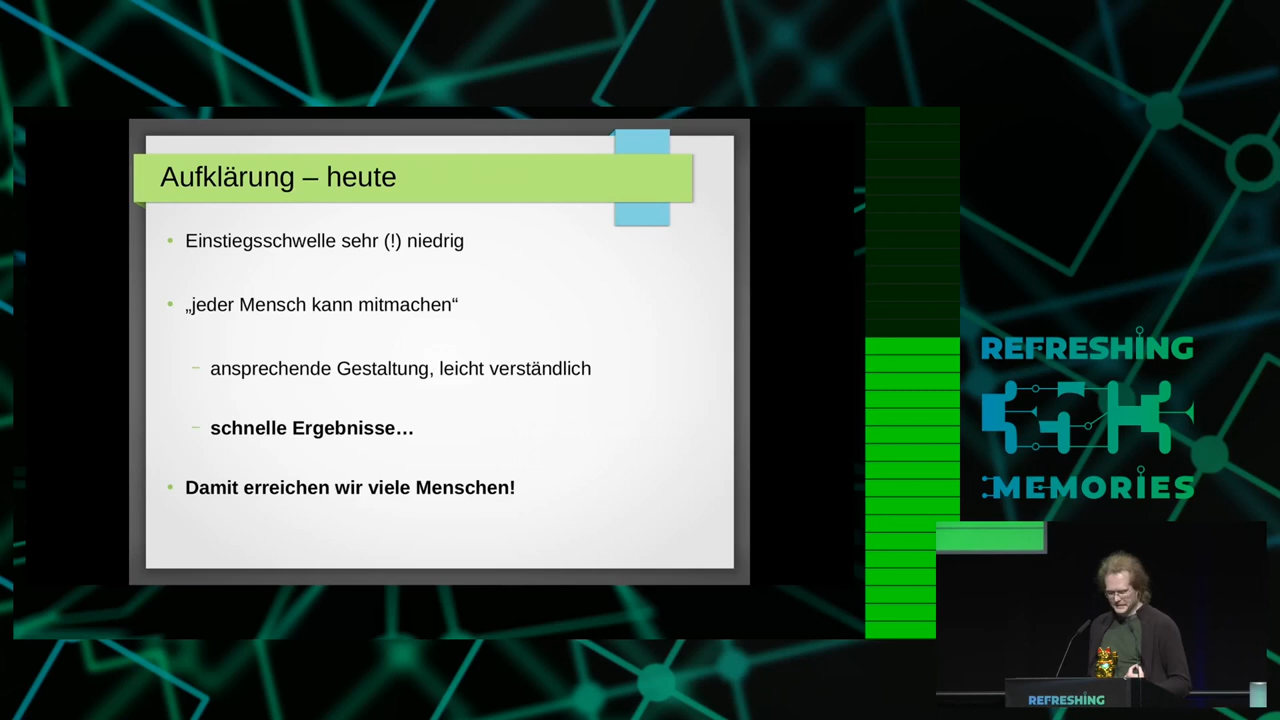 Aufklärung – heute
• Einstiegsschwelle sehr (!) niedrig
• „jeder Mensch kann mitmachen“
– ansprechende Gestaltung, leicht verständlich
– schnelle Ergebnisse…
• Damit erreichen wir viele Menschen!
REFRESHING
MEMORIES
REFRESHING